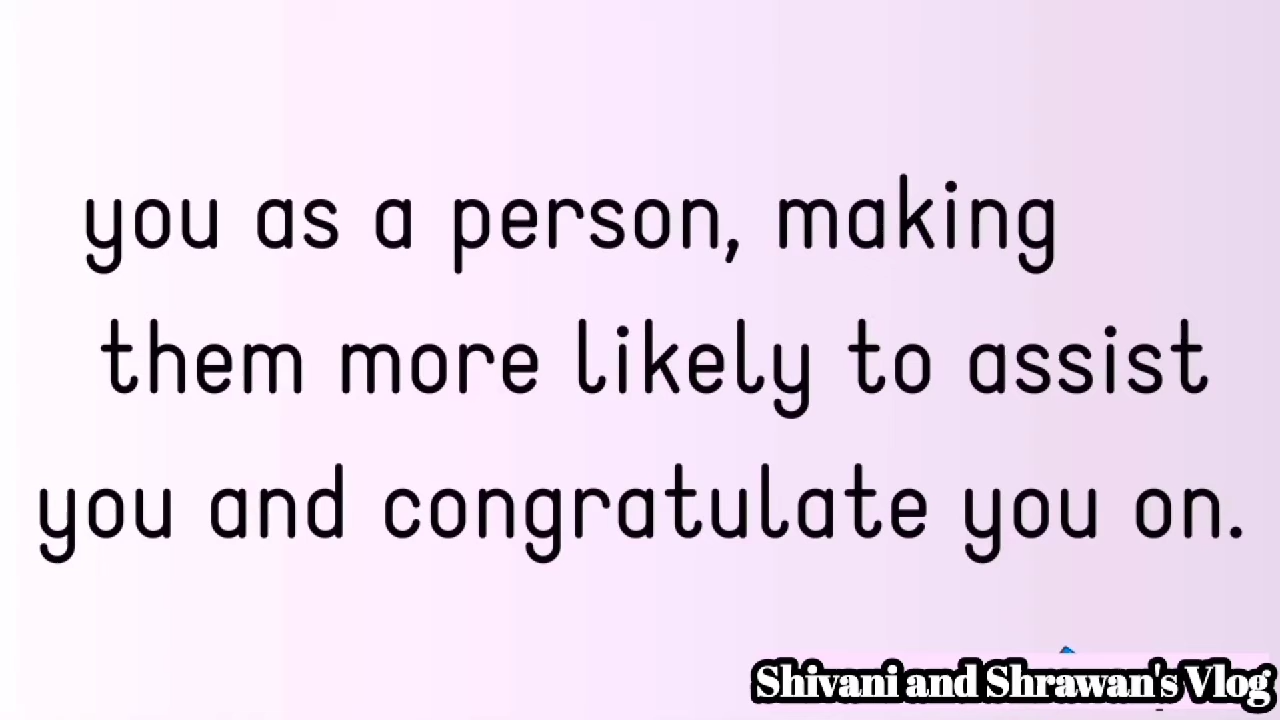 you as a person, making
them more likely to assist
you and congratulate you on.
Shivani and Shrawan's Vlog